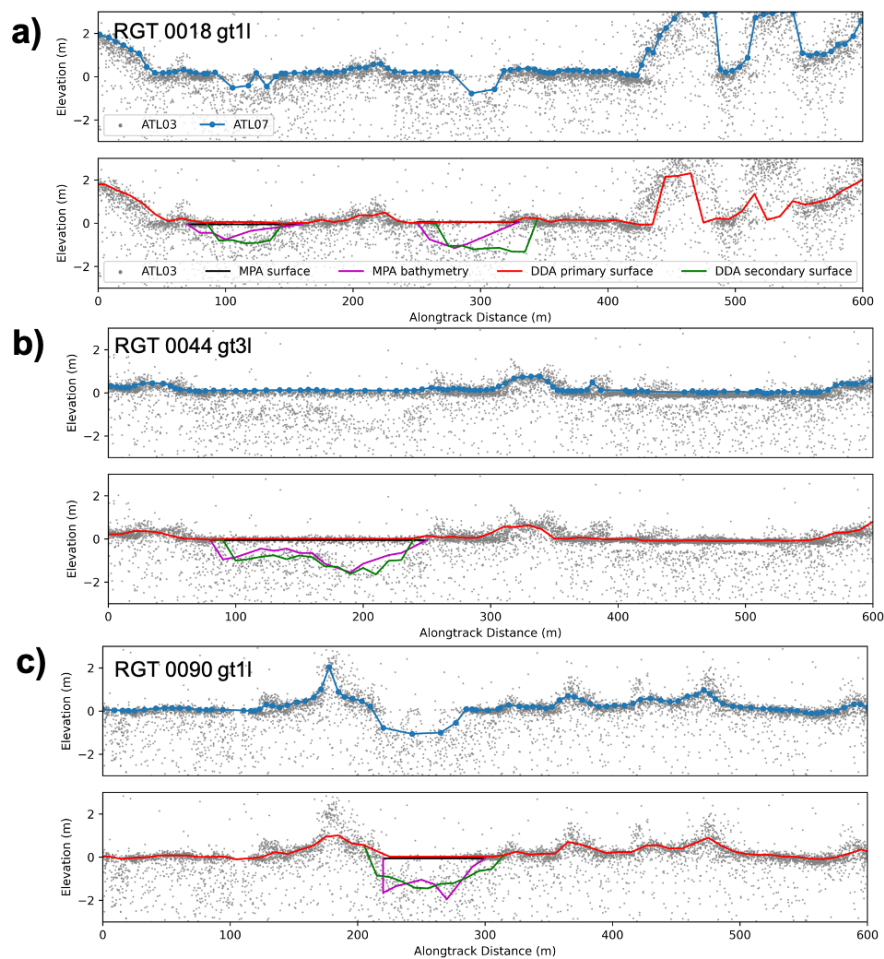 a)
RGT 0018 gt1l
Elevation (m)
2
0
−2
ATL03
ATL07
Elevation (m)
2
0
−2
ATL03
MPA surface
MPA bathymetry
DDA primary surface
DDA secondary surface
0 100 200 300 400 500 600
Alongtrack Distance (m)
b)
RGT 0044 gt3l
Elevation (m)
2
0
−2
Elevation (m)
2
0
−2
0 100 200 300 400 500 600
Alongtrack Distance (m)
c)
RGT 0090 gt1l
Elevation (m)
2
0
−2
Elevation (m)
2
0
−2
0 100 200 300 400 500 600
Alongtrack Distance (m)